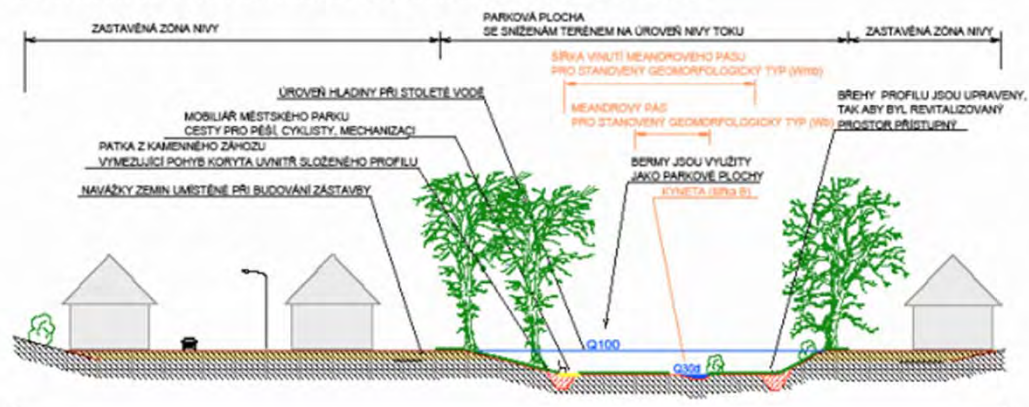 ZASTAVĚNÁ ZÓNA NIVY
PARKOVÁ PLOCHA
SE SNÍŽENÁM TERÉNEM NA ÚROVEŇ NIVY TOKU
ZASTAVĚNÁ ZÓNA NIVY
ŠÍŘKA VINUTÍ MEANDROVÉHO PÁSU
PRO STANOVENÝ GEOMORFOLOGICKÝ TYP (Wmb)
ÚROVEŇ HLADINY PŘI STOLETÉ VODĚ
MEANDROVÝ PÁS
PRO STANOVENÝ GEOMORFOLOGICKÝ TYP (Wb)
BŘEHY PROFILU JSOU UPRAVENY,
TAK ABY BYL REVITALIZOVANÝ
PROSTOR PŘÍSTUPNÝ
MOBILIÁŘ MĚSTSKÉHO PARKU
CESTY PRO PĚŠÍ, CYKLISTY, MECHANIZACI
PATKA Z KAMENNÉHO ZÁHOZU
VYMEZUJÍCÍ POHYB KORYTA UVNITŘ SLOŽENÉHO PROFILU
BERMY JSOU VYUŽITY
JAKO PARKOVÉ PLOCHY
KYNETA (šířka B)
NAVÁŽKY ZEMIN UMÍSTĚNÉ PŘI BUDOVÁNÍ ZÁSTAVBY
Q100
Q30d